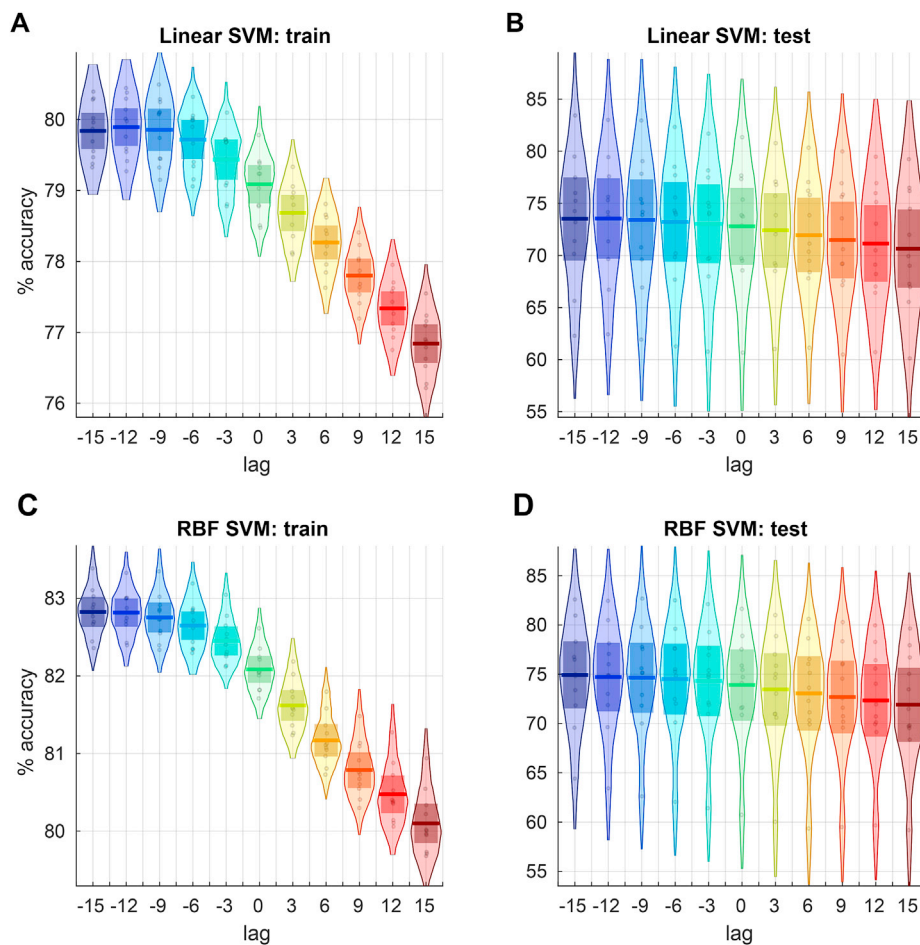 A
Linear SVM: train
% accuracy
80
79
78
77
76
-15 -12 -9 -6 -3 0 3 6 9 12 15
lag
B
Linear SVM: test
85
80
75
70
65
60
55
-15 -12 -9 -6 -3 0 3 6 9 12 15
lag
C
RBF SVM: train
% accuracy
83
82
81
80
-15 -12 -9 -6 -3 0 3 6 9 12 15
lag
D
RBF SVM: test
85
80
75
70
65
60
55
-15 -12 -9 -6 -3 0 3 6 9 12 15
lag